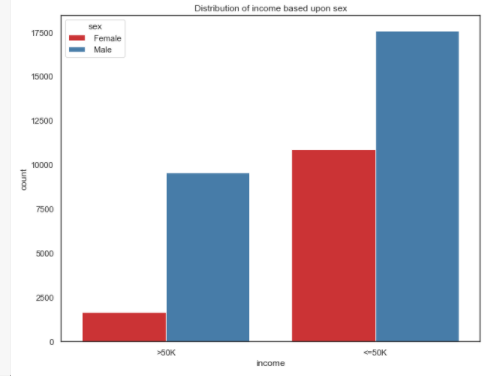 Distribution of income based upon sex
sex
Female
Male
17500
15000
12500
10000
7500
5000
2500
0
count
>50K
<=50K
income